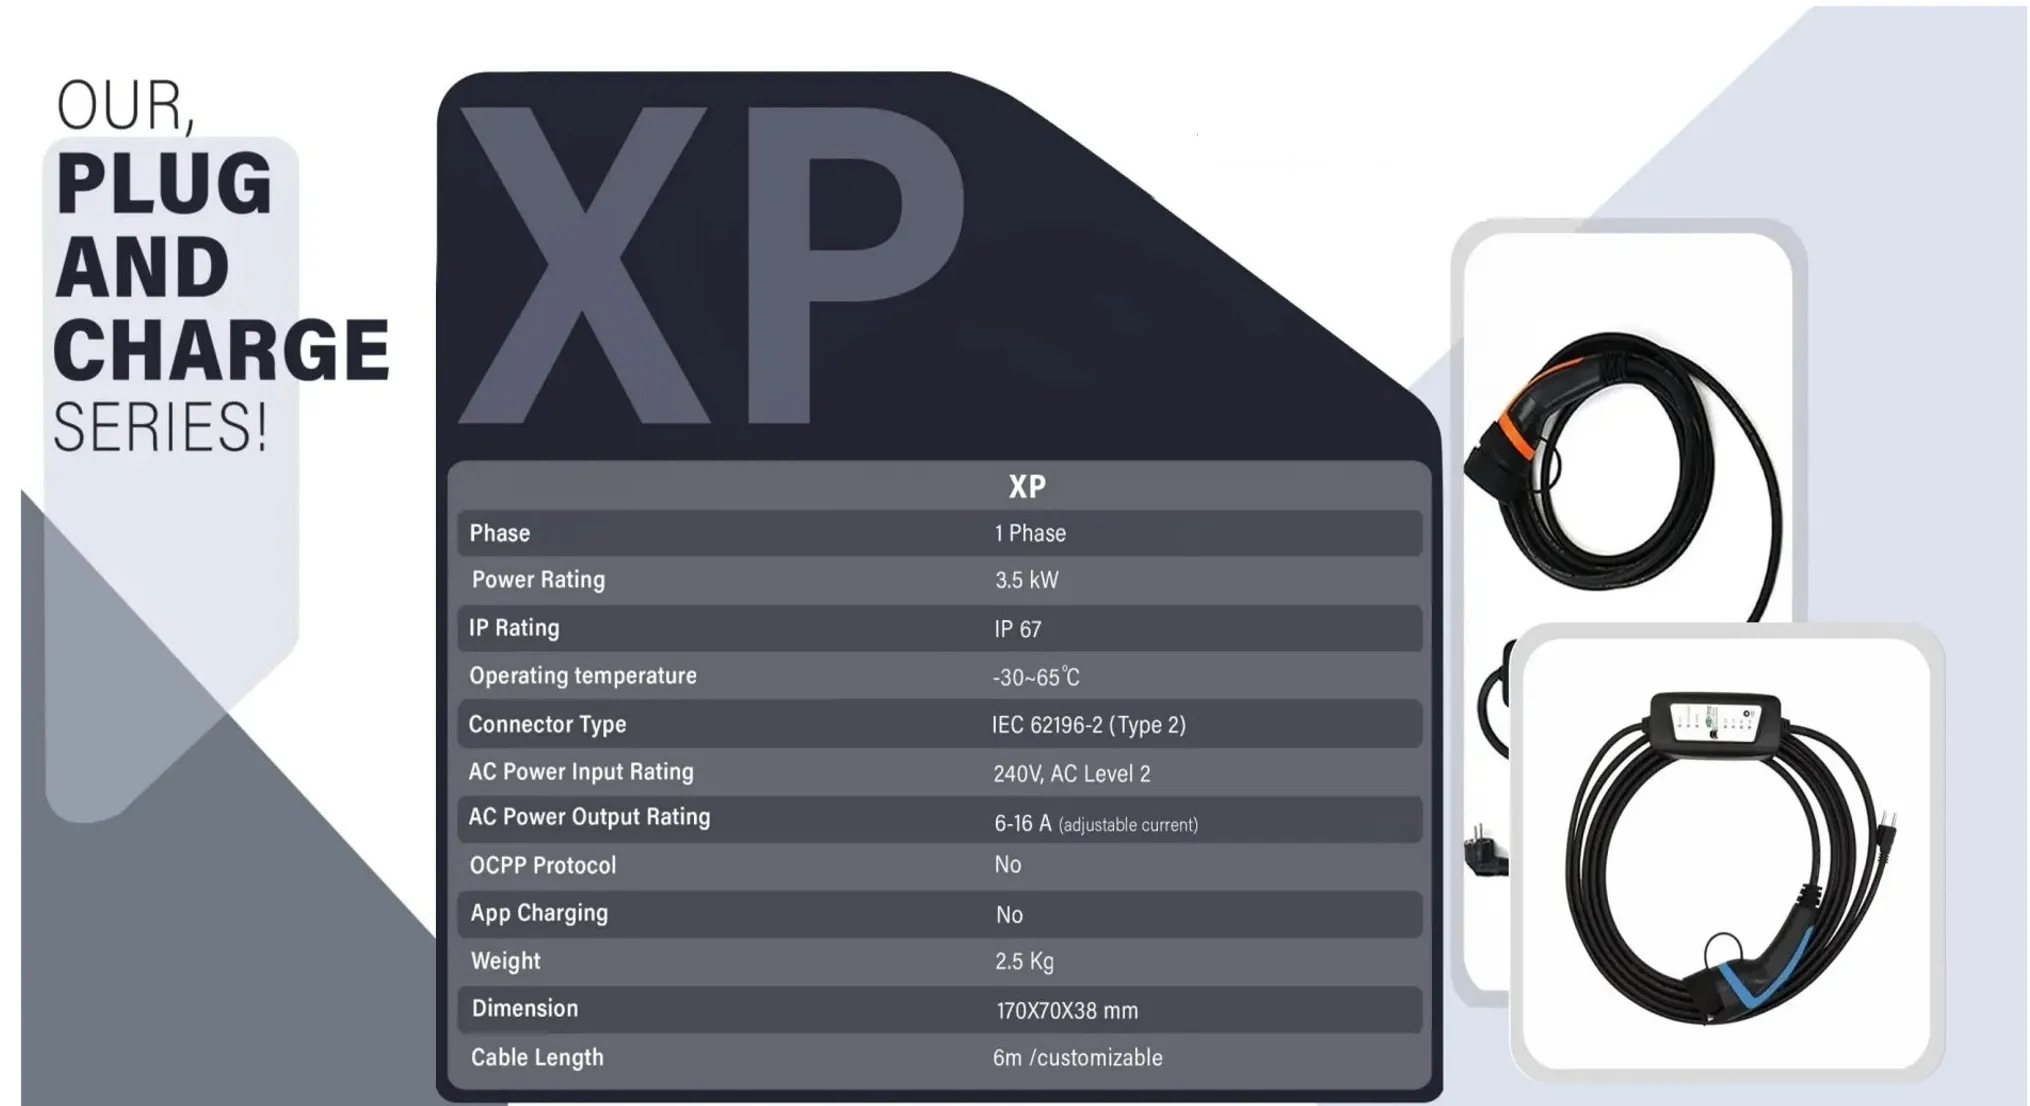 OUR,
PLUG
AND
CHARGE
SERIES!
XP
XP
Phase 1 Phase
Power Rating 3.5 kW
IP Rating IP 67
Operating temperature -30~65°C
Connector Type IEC 62196-2 (Type 2)
AC Power Input Rating 240V, AC Level 2
AC Power Output Rating 6-16 A (adjustable current)
OCPP Protocol No
App Charging No
Weight 2.5 Kg
Dimension 170X70X38 mm
Cable Length 6m /customizable